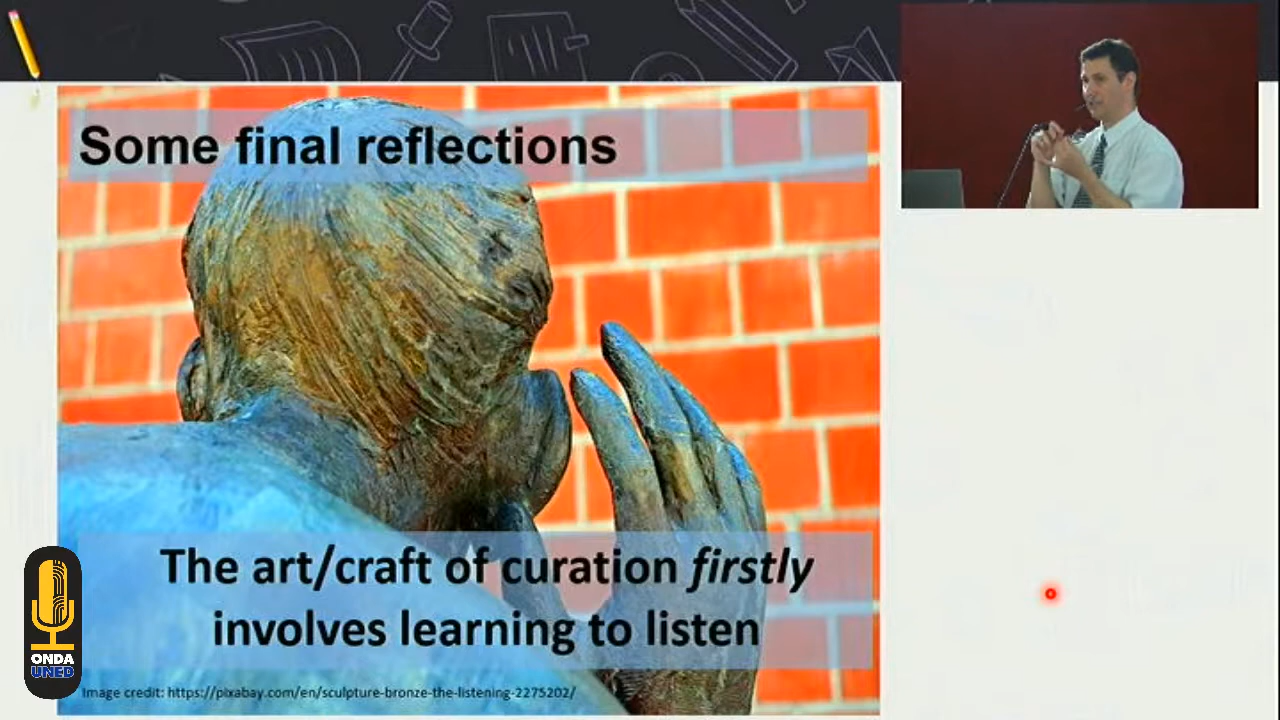 Some final reflections
The art/craft of curation firstly
involves learning to listen
ONDA
UNED
Image credit: https://pixabay.com/en/sculpture-bronze-the-listening-2275202/